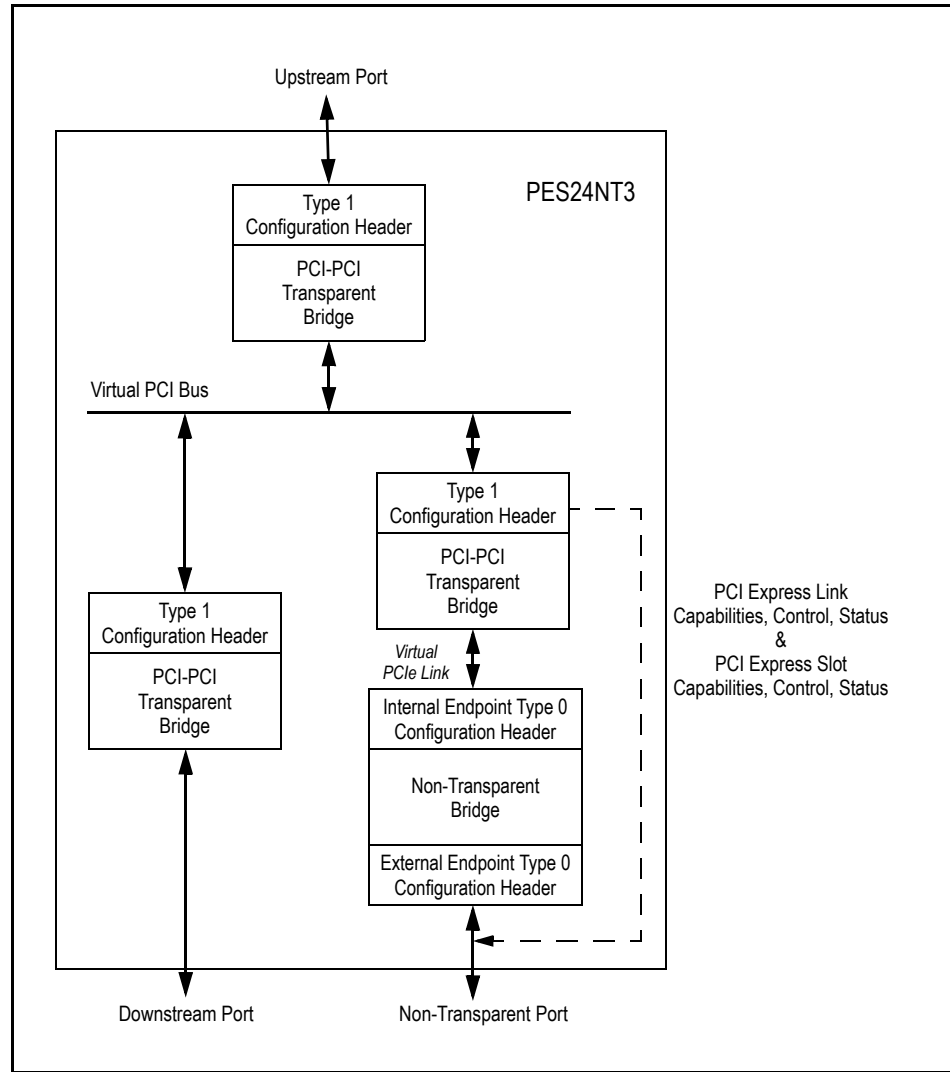 Upstream Port
PES24NT3
Type 1
Configuration Header
PCI-PCI
Transparent
Bridge
Virtual PCI Bus
Type 1
Configuration Header
PCI-PCI
Transparent
Bridge
Type 1
Configuration Header
PCI-PCI
Transparent
Bridge
Virtual
PCIe Link
Internal Endpoint Type 0
Configuration Header
Non-Transparent
Bridge
External Endpoint Type 0
Configuration Header
PCI Express Link
Capabilities, Control, Status
&
PCI Express Slot
Capabilities, Control, Status
Downstream Port
Non-Transparent Port